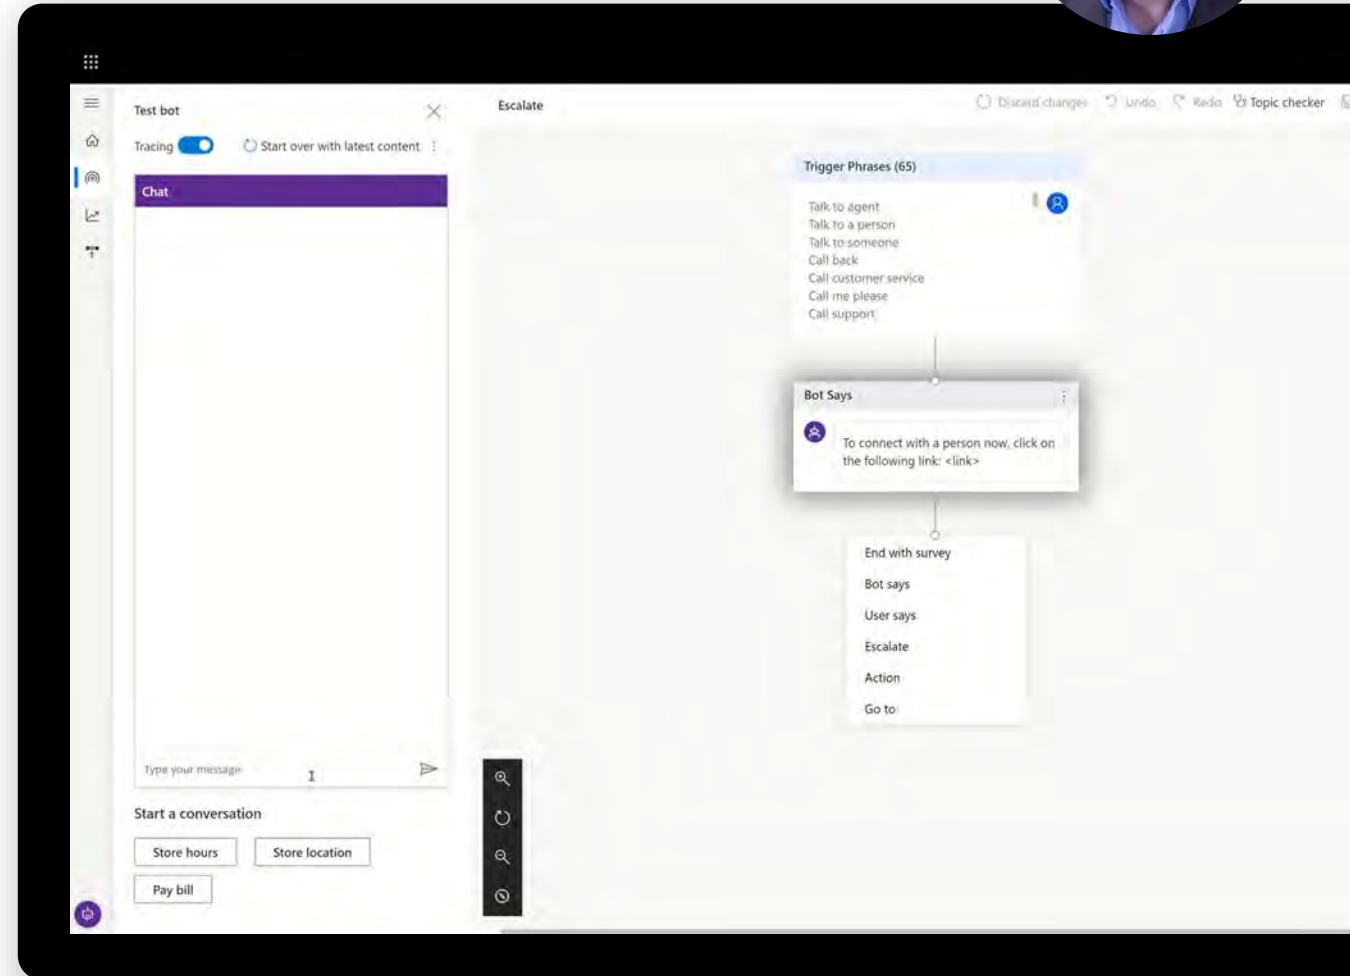 Test bot
Tracing
Start over with latest content
Chat
Type your message
Start a conversation
Store hours
Store location
Pay bill
Escalate
Discard changes
Undo
Redo
Topic checker
Trigger Phrases (65)
Talk to agent
Talk to a person
Talk to someone
Call back
Call customer service
Call me please
Call support
Bot Says
To connect with a person now, click on
the following link: <link>
End with survey
Bot says
User says
Escalate
Action
Go to